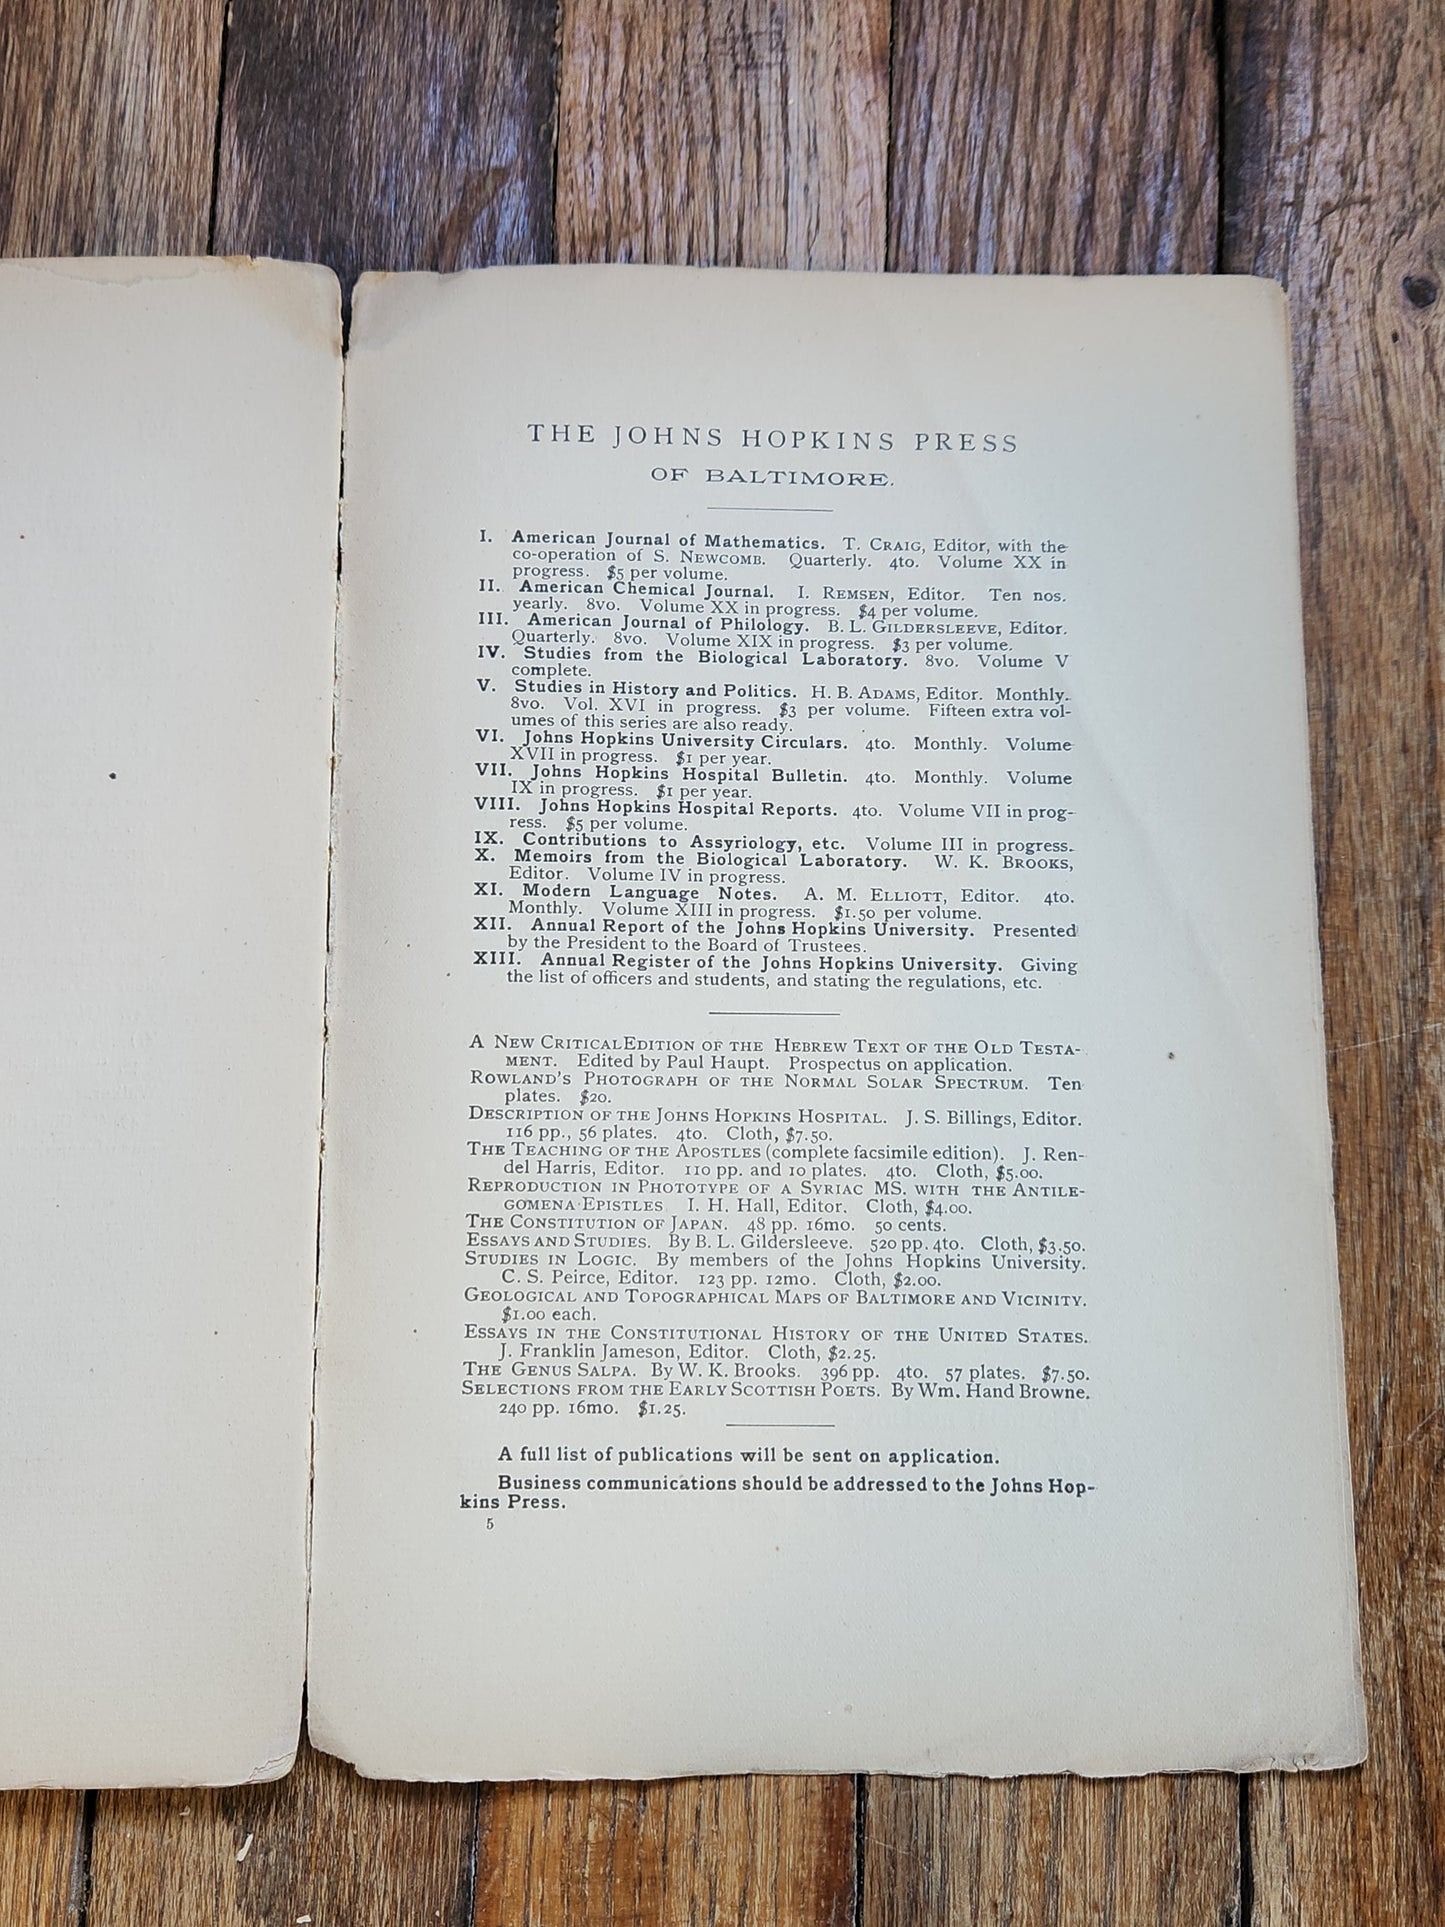 THE JOHNS HOPKINS PRESS
OF BALTIMORE.
I. American Journal of Mathematics. T. CRAIG, Editor, with the
co-operation of S. NEWCOMB. Quarterly. 4to. Volume XX in
progress. $5 per volume.
II. American Chemical Journal. I. REMSEN, Editor. Ten nos.
yearly. 8vo. Volume XX in progress. $4 per volume.
III. American Journal of Philology. B. L. GILDERSLEEVE, Editor.
Quarterly. 8vo. Volume XIX in progress. $3 per volume.
IV. Studies from the Biological Laboratory. 8vo. Volume V
complete.
V. Studies in History and Politics. H. B. ADAMS, Editor. Monthly.
8vo. Vol. XVI in progress. $3 per volume. Fifteen extra vol-
umes of this series are also ready.
VI. Johns Hopkins University Circulars. 4to. Monthly. Volume
XVII in progress. $1 per year.
VII. Johns Hopkins Hospital Bulletin. 4to. Monthly. Volume
IX in progress. $1 per year.
VIII. Johns Hopkins Hospital Reports. 4to. Volume VII in prog-
ress. $5 per volume.
IX. Contributions to Assyriology, etc. Volume III in progress.
X. Memoirs from the Biological Laboratory. W. K. BROOKS,
Editor. Volume IV in progress.
XI. Modern Language Notes. A. M. ELLIOTT, Editor. 4to.
Monthly. Volume XIII in progress. $1.50 per volume.
XII. Annual Report of the Johns Hopkins University. Presented
by the President to the Board of Trustees.
XIII. Annual Register of the Johns Hopkins University. Giving
the list of officers and students, and stating the regulations, etc.
A NEW CRITICAL EDITION OF THE HEBREW TEXT OF THE OLD TESTA-
MENT. Edited by Paul Haupt. Prospectus on application.
ROWLAND'S PHOTOGRAPH OF THE NORMAL SOLAR SPECTRUM. Ten
plates. $20.
DESCRIPTION OF THE JOHNS HOPKINS HOSPITAL. J. S. Billings, Editor.
116 pp., 56 plates. 4to. Cloth, $7.50.
THE TEACHING OF THE APOSTLES (complete facsimile edition). J. Ren-
del Harris, Editor. 110 pp. and 10 plates. 4to. Cloth, $5.00.
REPRODUCTION IN PHOTOTYPE OF A SYRIAC MS. WITH THE ANTILE-
GOMENA EPISTLES I. H. Hall, Editor. Cloth, $4.00.
THE CONSTITUTION OF JAPAN. 48 pp. 16mo. 50 cents.
ESSAYS AND STUDIES. By B. L. Gildersleeve. 520 pp. 4to. Cloth, $3.50.
STUDIES IN LOGIC. By members of the Johns Hopkins University.
C. S. Peirce, Editor. 123 pp. 12mo. Cloth, $2.00.
GEOLOGICAL AND TOPOGRAPHICAL MAPS OF BALTIMORE AND VICINITY.
$1.00 each.
ESSAYS IN THE CONSTITUTIONAL HISTORY OF THE UNITED STATES.
J. Franklin Jameson, Editor. Cloth, $2.25.
THE GENUS SALPA. By W. K. Brooks. 396 pp. 4to. 57 plates. $7.50.
SELECTIONS FROM THE EARLY SCOTTISH POETS. By Wm. Hand Browne.
240 pp. 16mo. $1.25.
A full list of publications will be sent on application.
Business communications should be addressed to the Johns Hop-
kins Press.
5